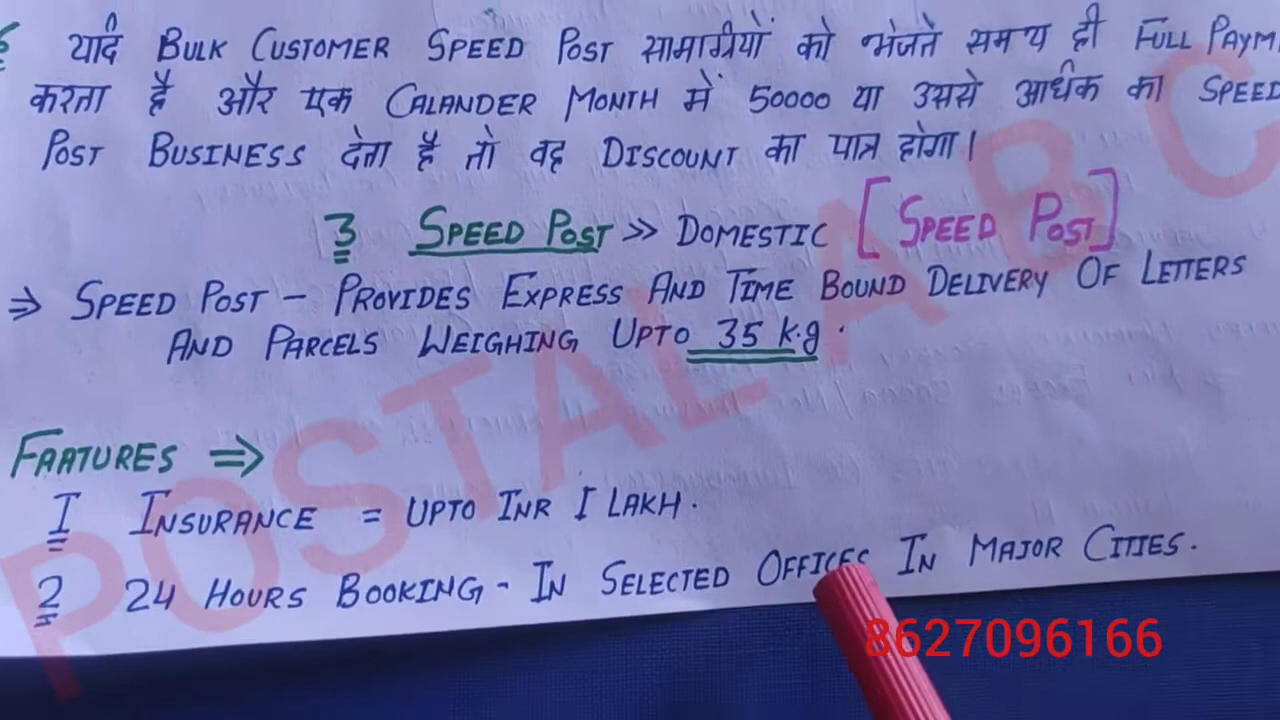 यदि BULK CUSTOMER SPEED POST सामाग्रीयों को भेजते समय ही FULL PAYM
करता है और एक CALANDER MONTH में 50000 या उससे अधिक का SPEED
POST BUSINESS देता है तो वह DISCOUNT का पात्र होगा।
3 SPEED POST >> DOMESTIC [SPEED POST]
⇒ SPEED POST - PROVIDES EXPRESS AND TIME BOUND DELIVERY OF LETTERS
AND PARCELS WEIGHING UPTO 35 k.g.
FAATURES ⇒
I INSURANCE = UPTO INR I LAKH.
2 24 HOURS BOOKING - IN SELECTED OFFICES IN MAJOR CITIES.
8627096166
POSTAL ABC